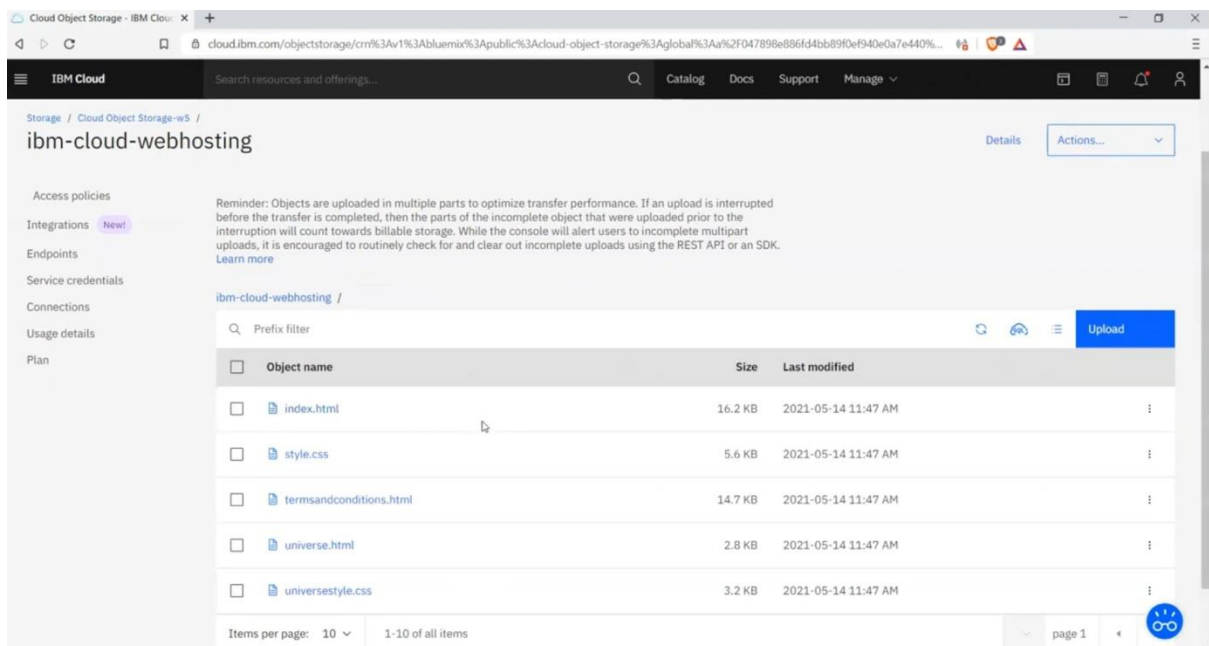 Cloud Object Storage - IBM Clou
cloud.ibm.com/objectstorage/crn%3Av1%3Abluemix%3Apublic%3Acloud-object-storage%3Aglobal%3Aa%2F047898e886fd4bb89f0ef940e0a7e440%...
IBM Cloud
Search resources and offerings...
Catalog Docs Support Manage
Storage / Cloud Object Storage-w5 /
ibm-cloud-webhosting
Details
Actions...
Access policies
Integrations New!
Endpoints
Service credentials
Connections
Usage details
Plan
Reminder: Objects are uploaded in multiple parts to optimize transfer performance. If an upload is interrupted
before the transfer is completed, then the parts of the incomplete object that were uploaded prior to the
interruption will count towards billable storage. While the console will alert users to incomplete multipart
uploads, it is encouraged to routinely check for and clear out incomplete uploads using the REST API or an SDK.
Learn more
ibm-cloud-webhosting /
Prefix filter
Upload
Object name Size Last modified
index.html 16.2 KB 2021-05-14 11:47 AM
style.css 5.6 KB 2021-05-14 11:47 AM
termsandconditions.html 14.7 KB 2021-05-14 11:47 AM
universe.html 2.8 KB 2021-05-14 11:47 AM
universestyle.css 3.2 KB 2021-05-14 11:47 AM
Items per page: 10 1-10 of all items page 1